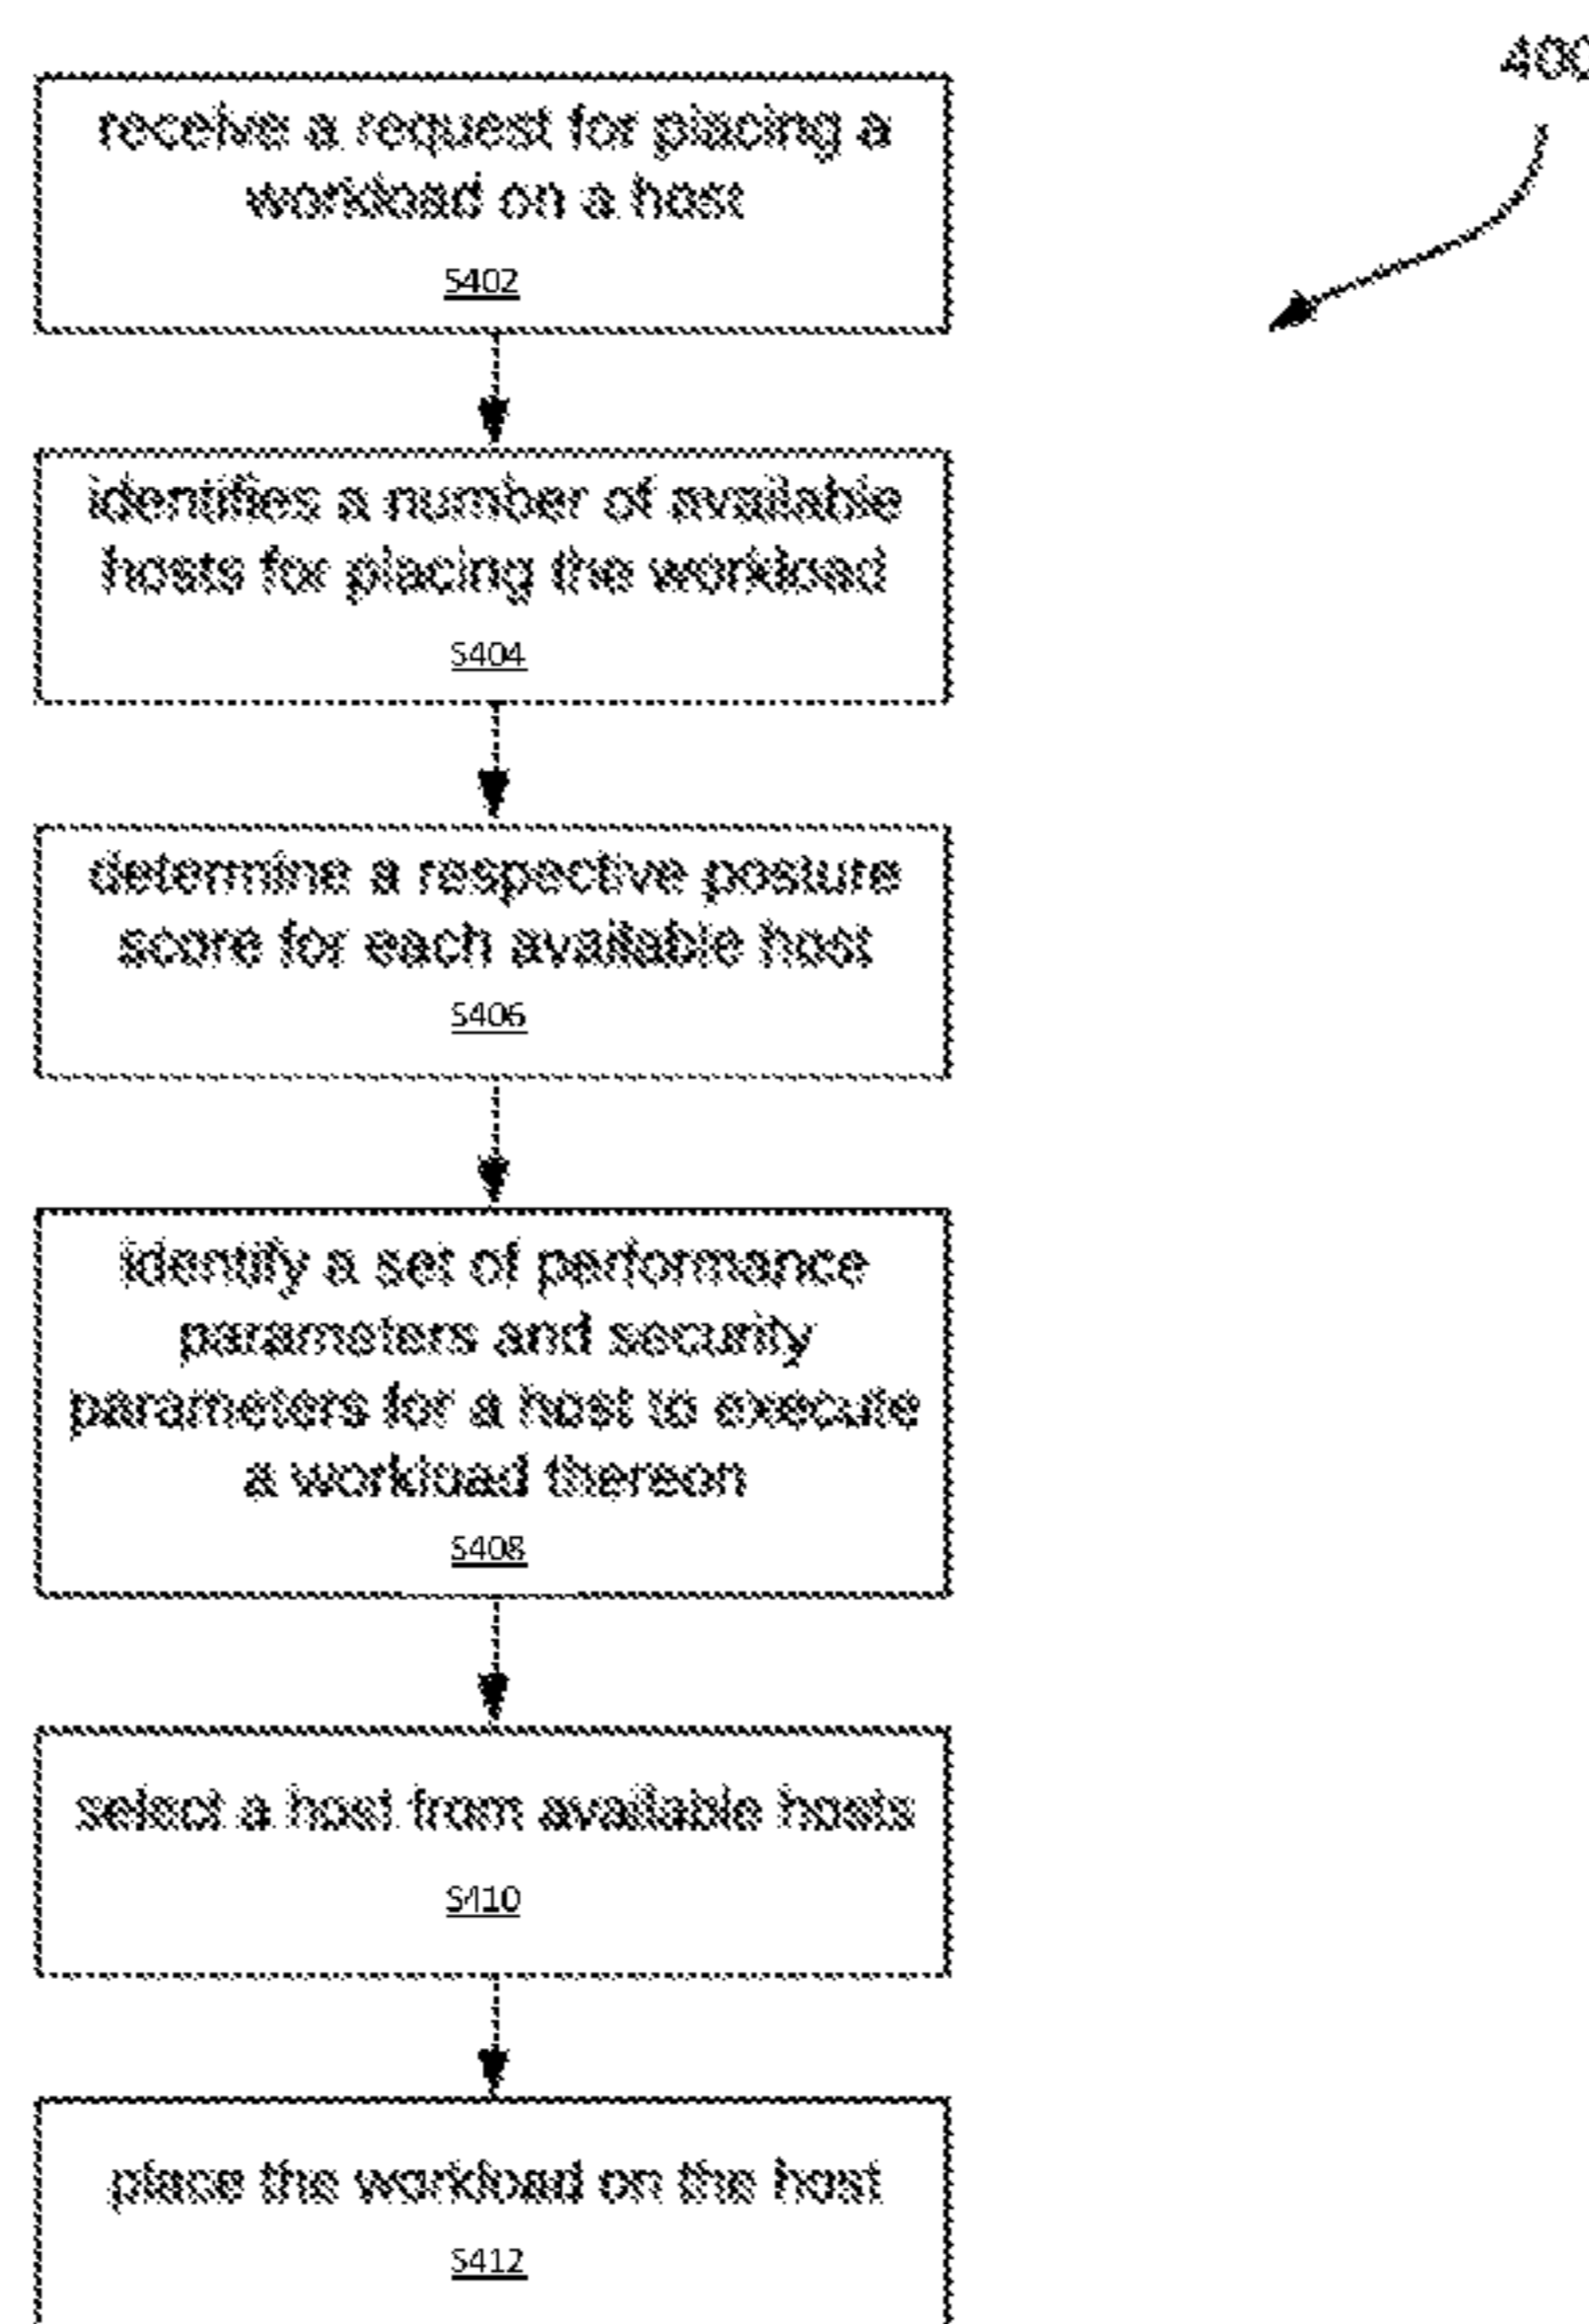 400
receive a request for placing a
workload on a host
S402
identifies a number of available
hosts for placing the workload
S404
determine a respective posture
score for each available host
S406
identify a set of performance
parameters and security
parameters for a host to execute
a workload thereon
S408
select a host from available hosts
S410
place the workload on the host
S412